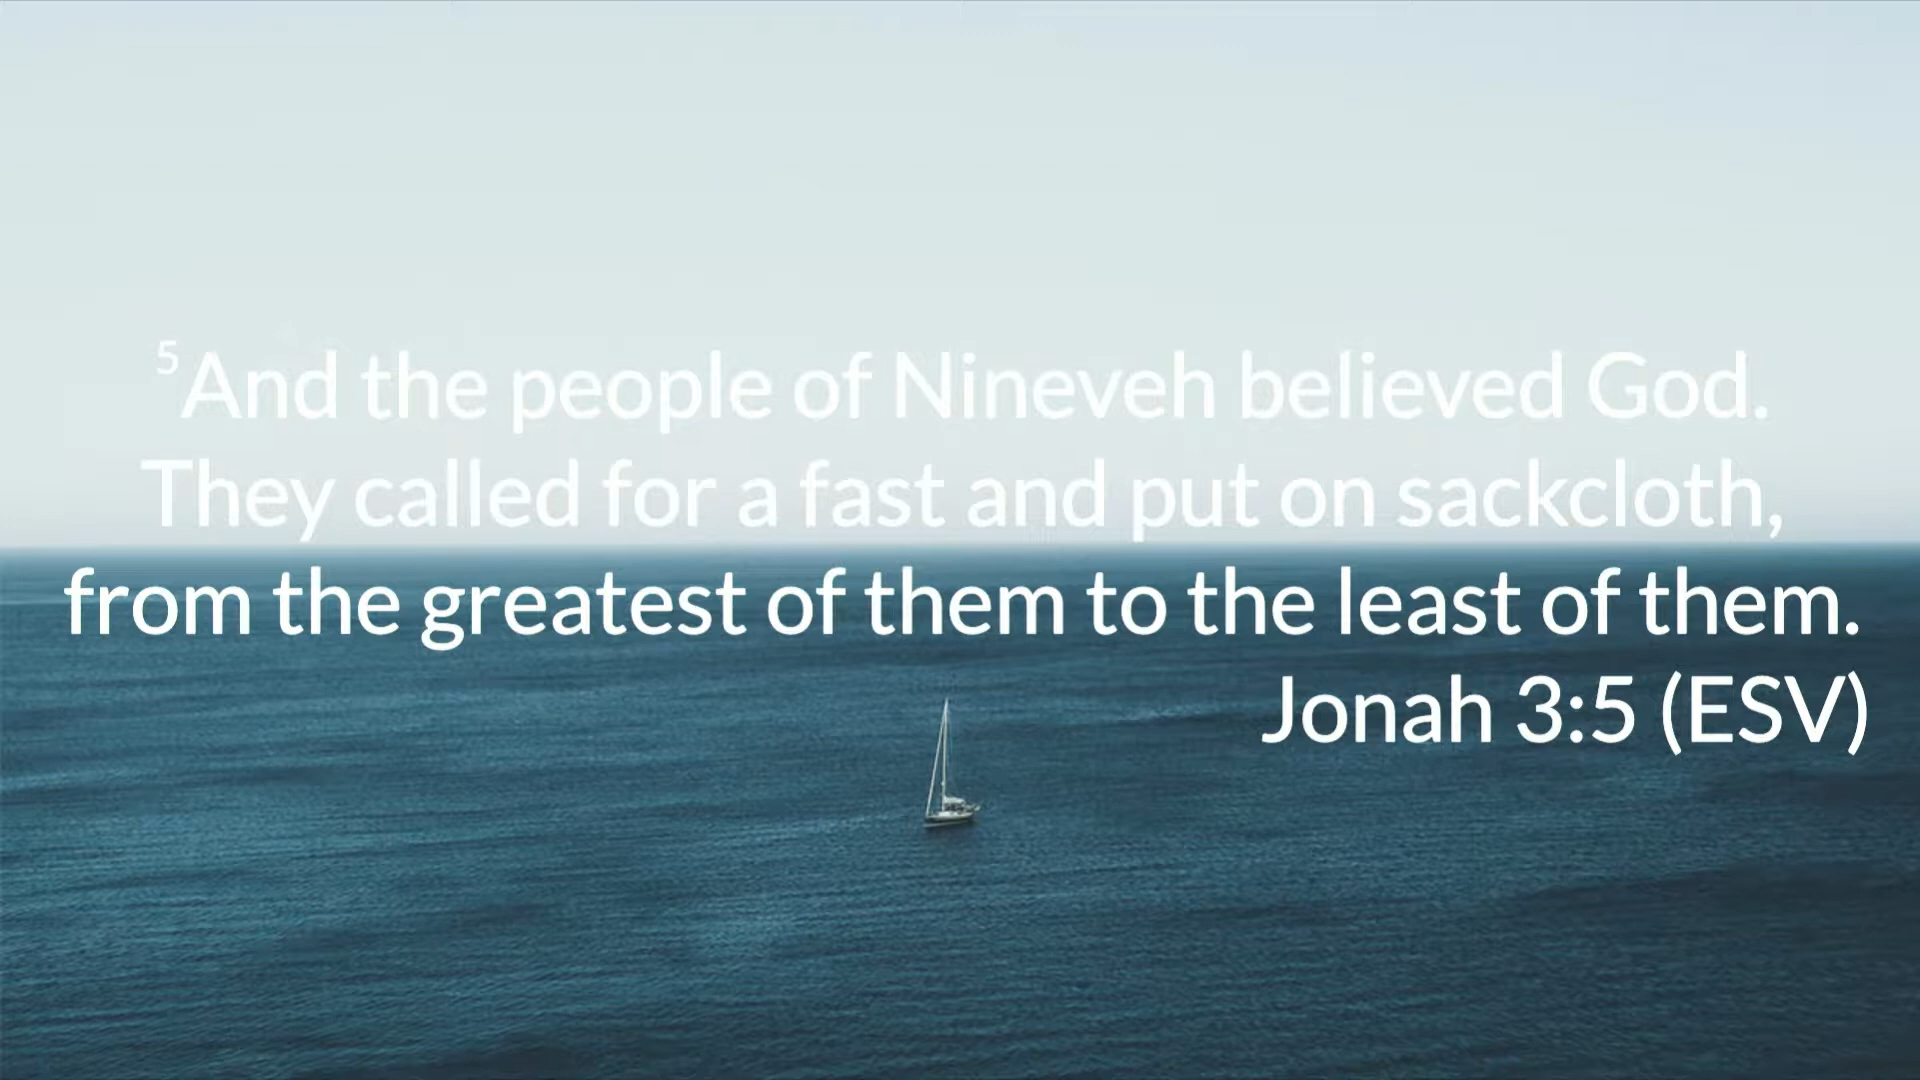 ⁵And the people of Nineveh believed God.
They called for a fast and put on sackcloth,
from the greatest of them to the least of them.
Jonah 3:5 (ESV)